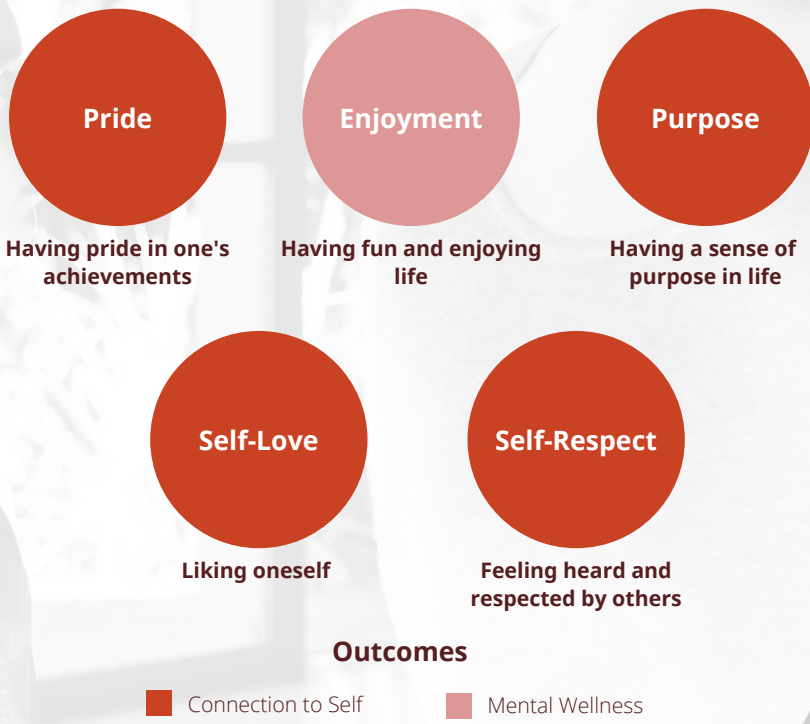 Pride
Enjoyment
Purpose
Having pride in one's
achievements
Having fun and enjoying
life
Having a sense of
purpose in life
Self-Love
Self-Respect
Liking oneself
Feeling heard and
respected by others
Outcomes
Connection to Self
Mental Wellness